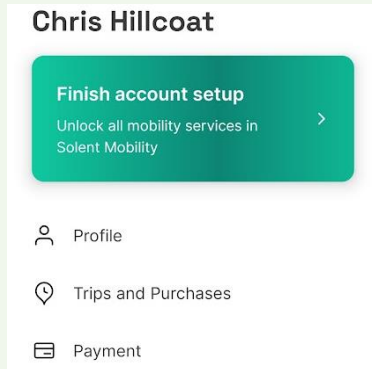 Chris Hillcoat
Finish account setup
Unlock all mobility services in
Solent Mobility
Profile
Trips and Purchases
Payment